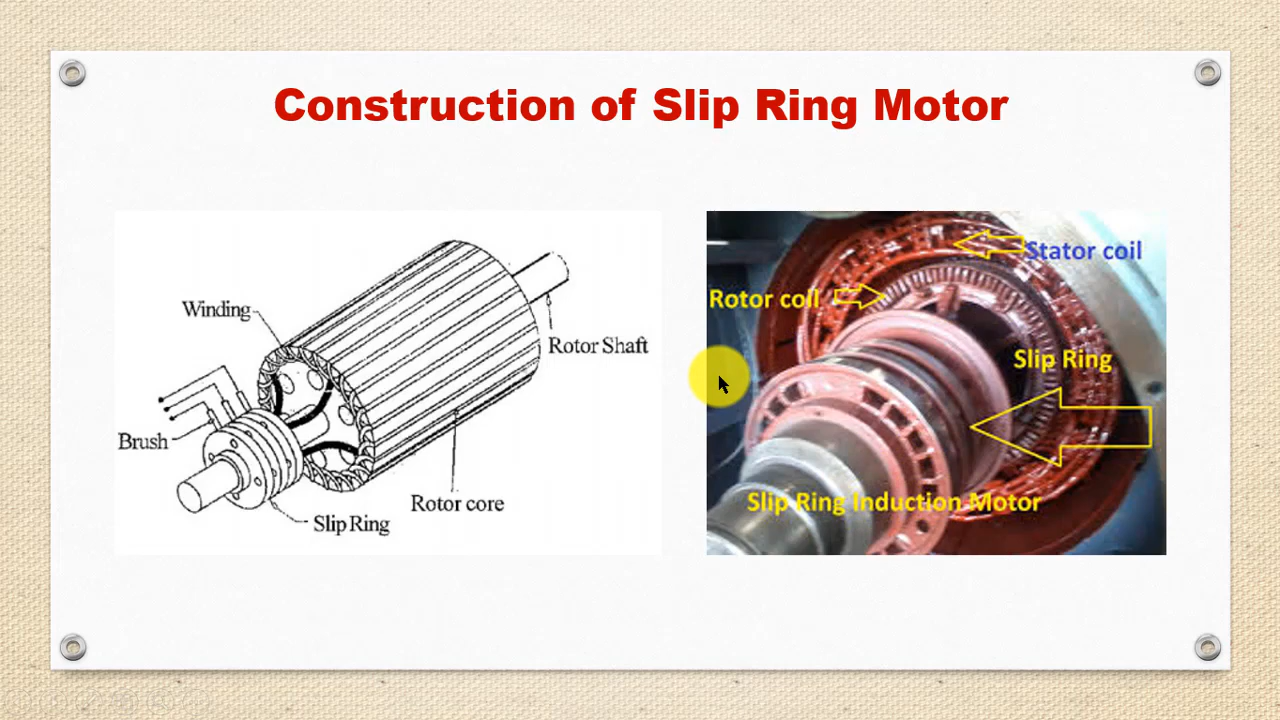 Construction of Slip Ring Motor
Winding
Rotor Shaft
Brush
Rotor core
Slip Ring
Stator coil
Rotor coil
Slip Ring
Slip Ring Induction Motor